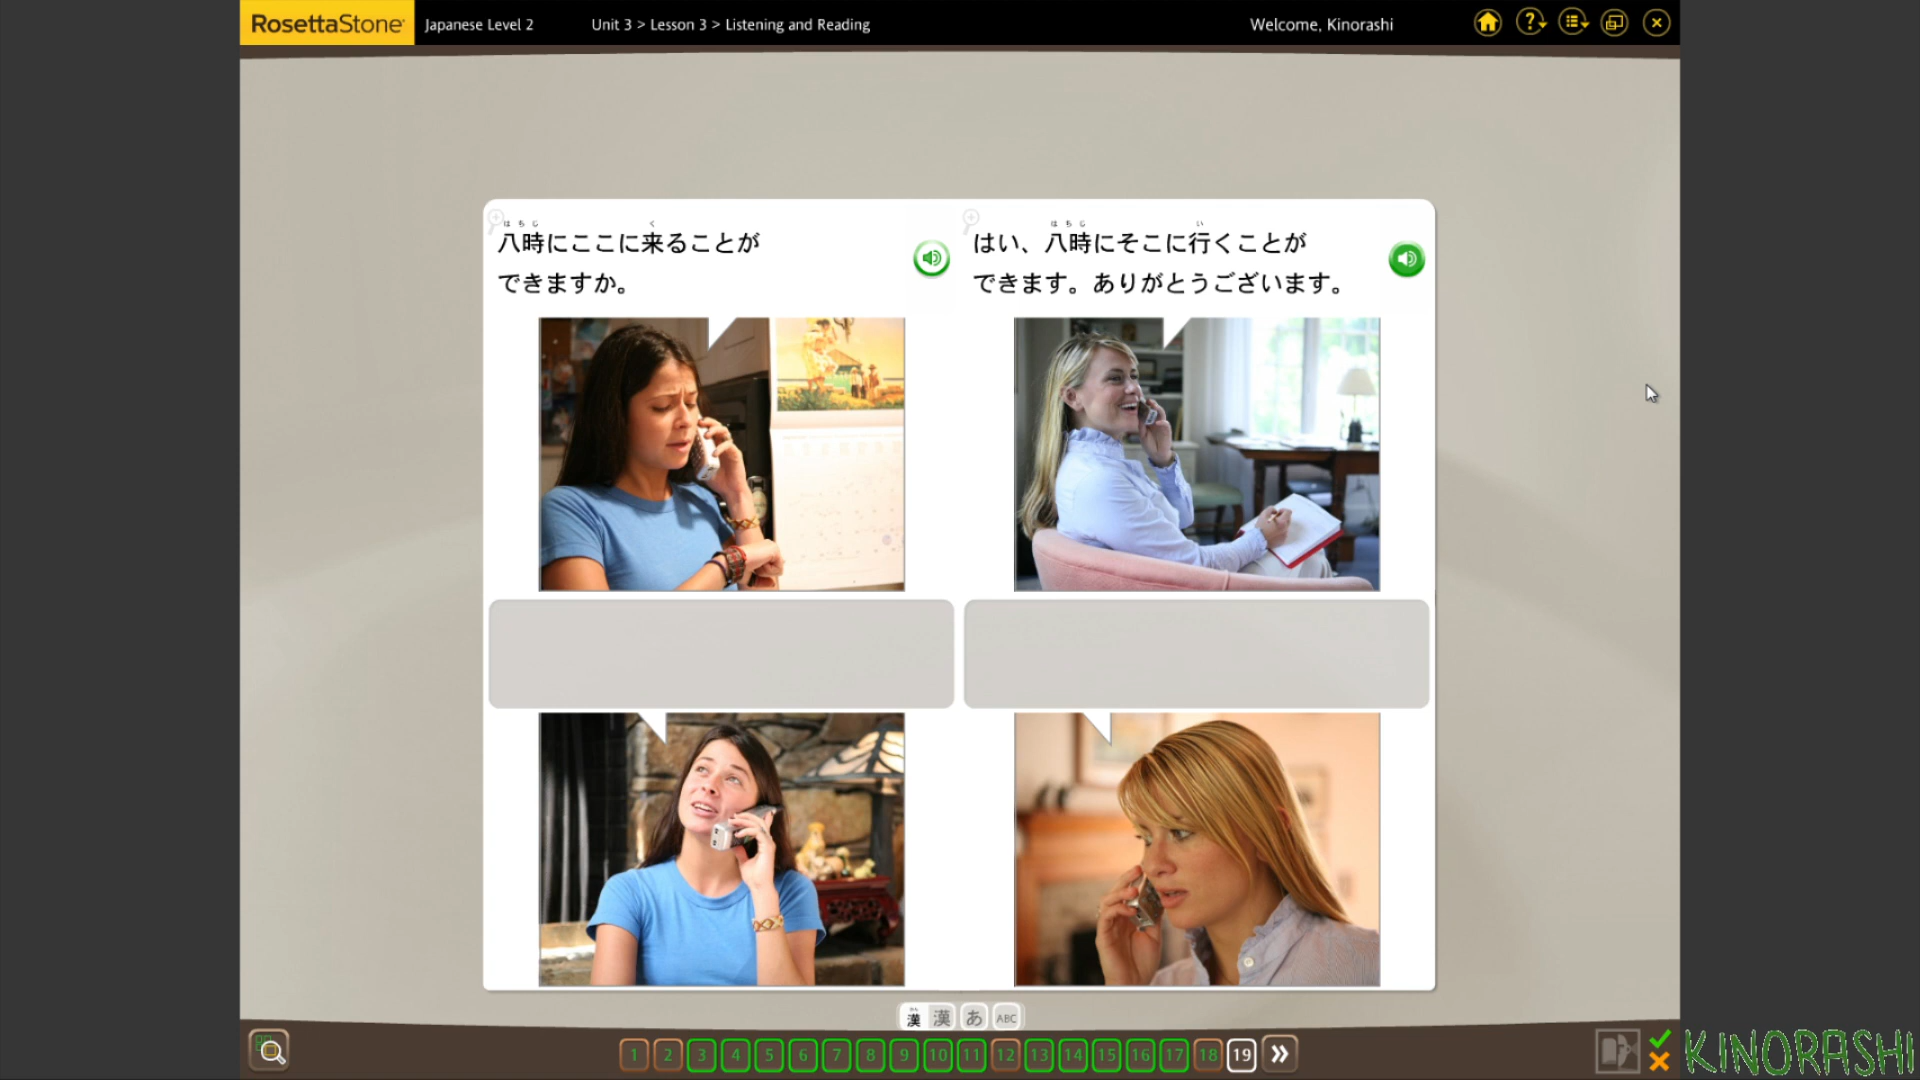 RosettaStone
Japanese Level 2
Unit 3 > Lesson 3 > Listening and Reading
Welcome, Kinorashi
はちじ く
八時にここに来ることが
できますか。
はちじ い
はい、八時にそこに行くことが
できます。ありがとうございます。
漢 漢 あ ABC
1 2 3 4 5 6 7 8 9 10 11 12 13 14 15 16 17 18 19
KINORASHI